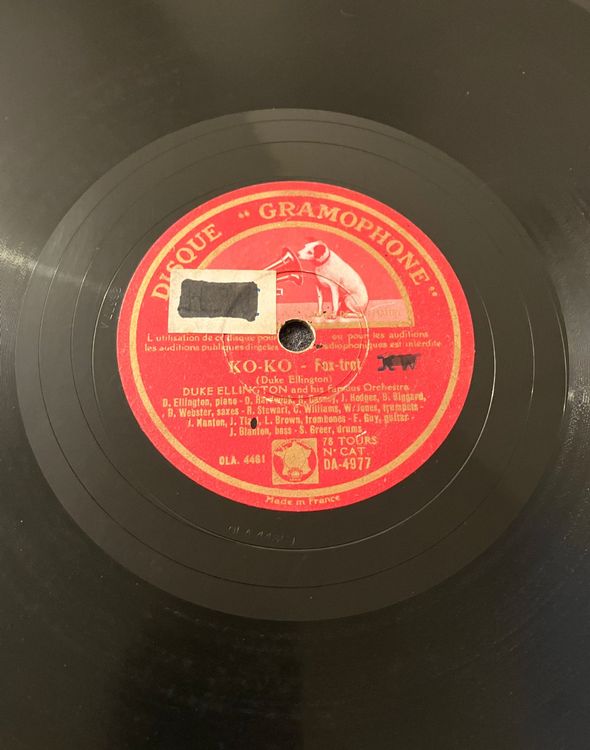 DISQUE "GRAMOPHONE"
L'utilisation de ce disque pour ou pour les auditions
les auditions publiques directes radiophoniques est interdite
KO-KO - Fox-trot
(Duke Ellington)
DUKE ELLINGTON and his Famous Orchestra
D. Ellington, piano - O. Hardwick, H. Carney, J. Hodges, B. Biggard,
B. Webster, saxes - R. Stewart, C. Williams, W. Jones, trumpets -
J. Nanton, J. Tizol, L. Brown, trombones - F. Guy, guitar -
J. Blanton, bass - S. Greer, drums
78 TOURS
OLA. 4461
N° CAT.
DA-4977
Made in France